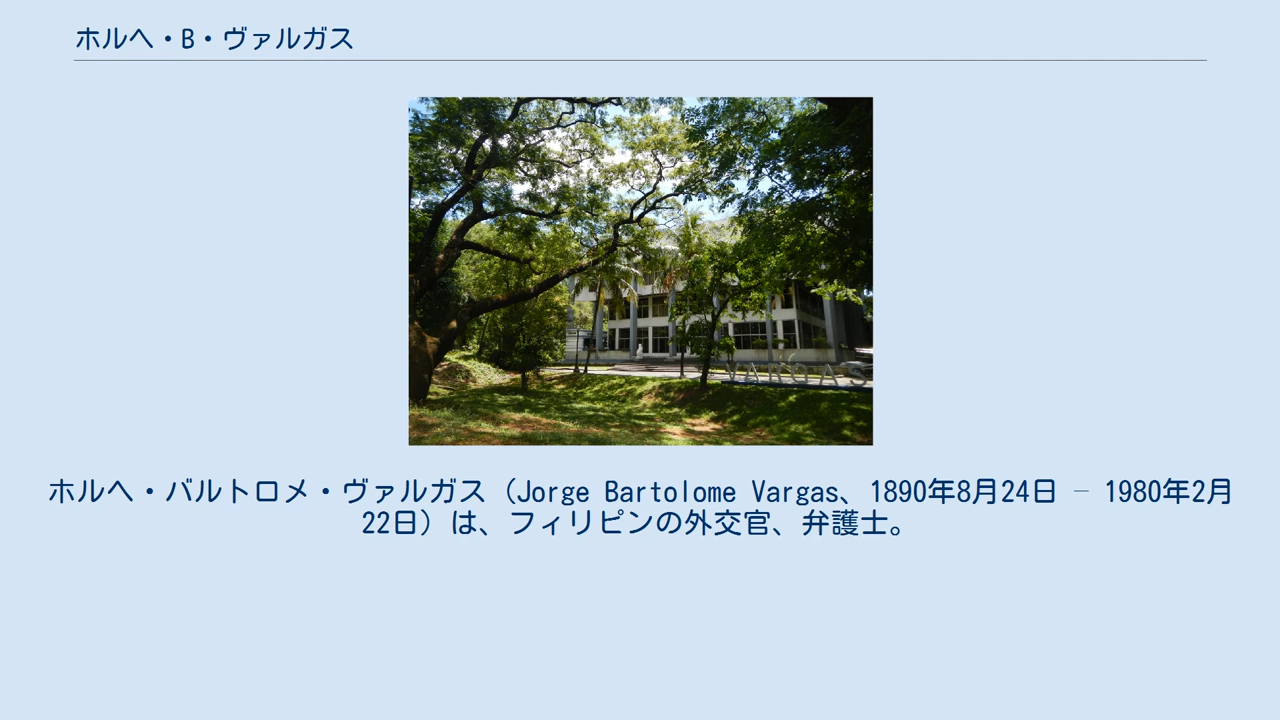 ホルヘ・B・ヴァルガス
ホルヘ・バルトロメ・ヴァルガス（Jorge Bartolome Vargas、1890年8月24日 – 1980年2月
22日）は、フィリピンの外交官、弁護士。